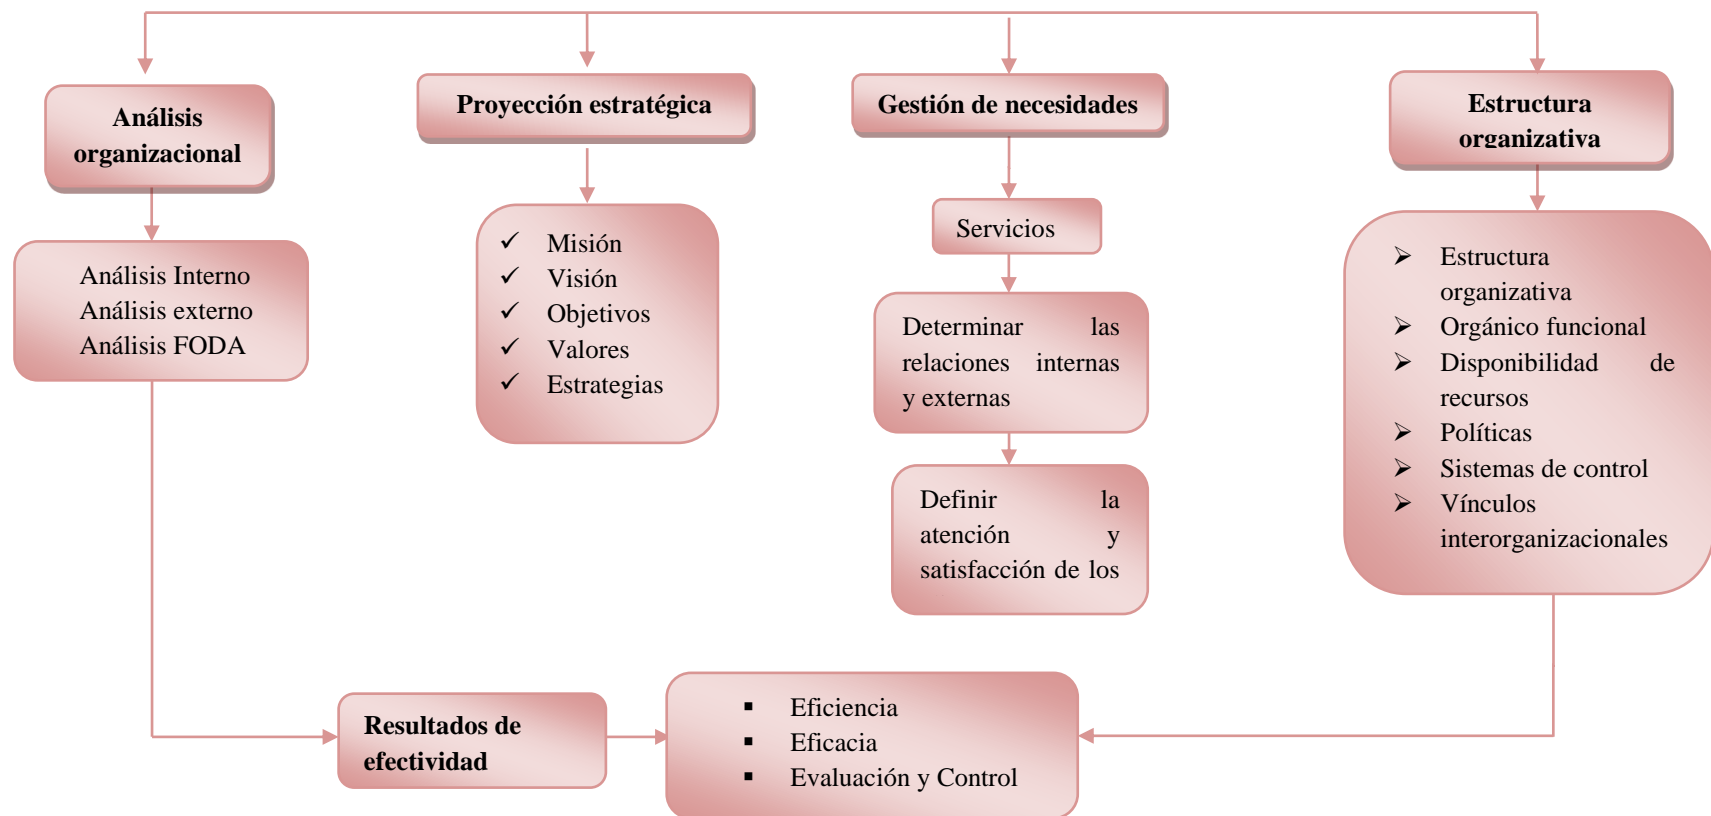 Análisis
organizacional
Análisis Interno
Análisis externo
Análisis FODA
Proyección estratégica
Misión
Visión
Objetivos
Valores
Estrategias
Gestión de necesidades
Servicios
Determinar las
relaciones internas
y externas
Definir la
atención y
satisfacción de los
Estructura
organizativa
Estructura
organizativa
Orgánico funcional
Disponibilidad de
recursos
Políticas
Sistemas de control
Vínculos
interorganizacionales
Resultados de
efectividad
Eficiencia
Eficacia
Evaluación y Control